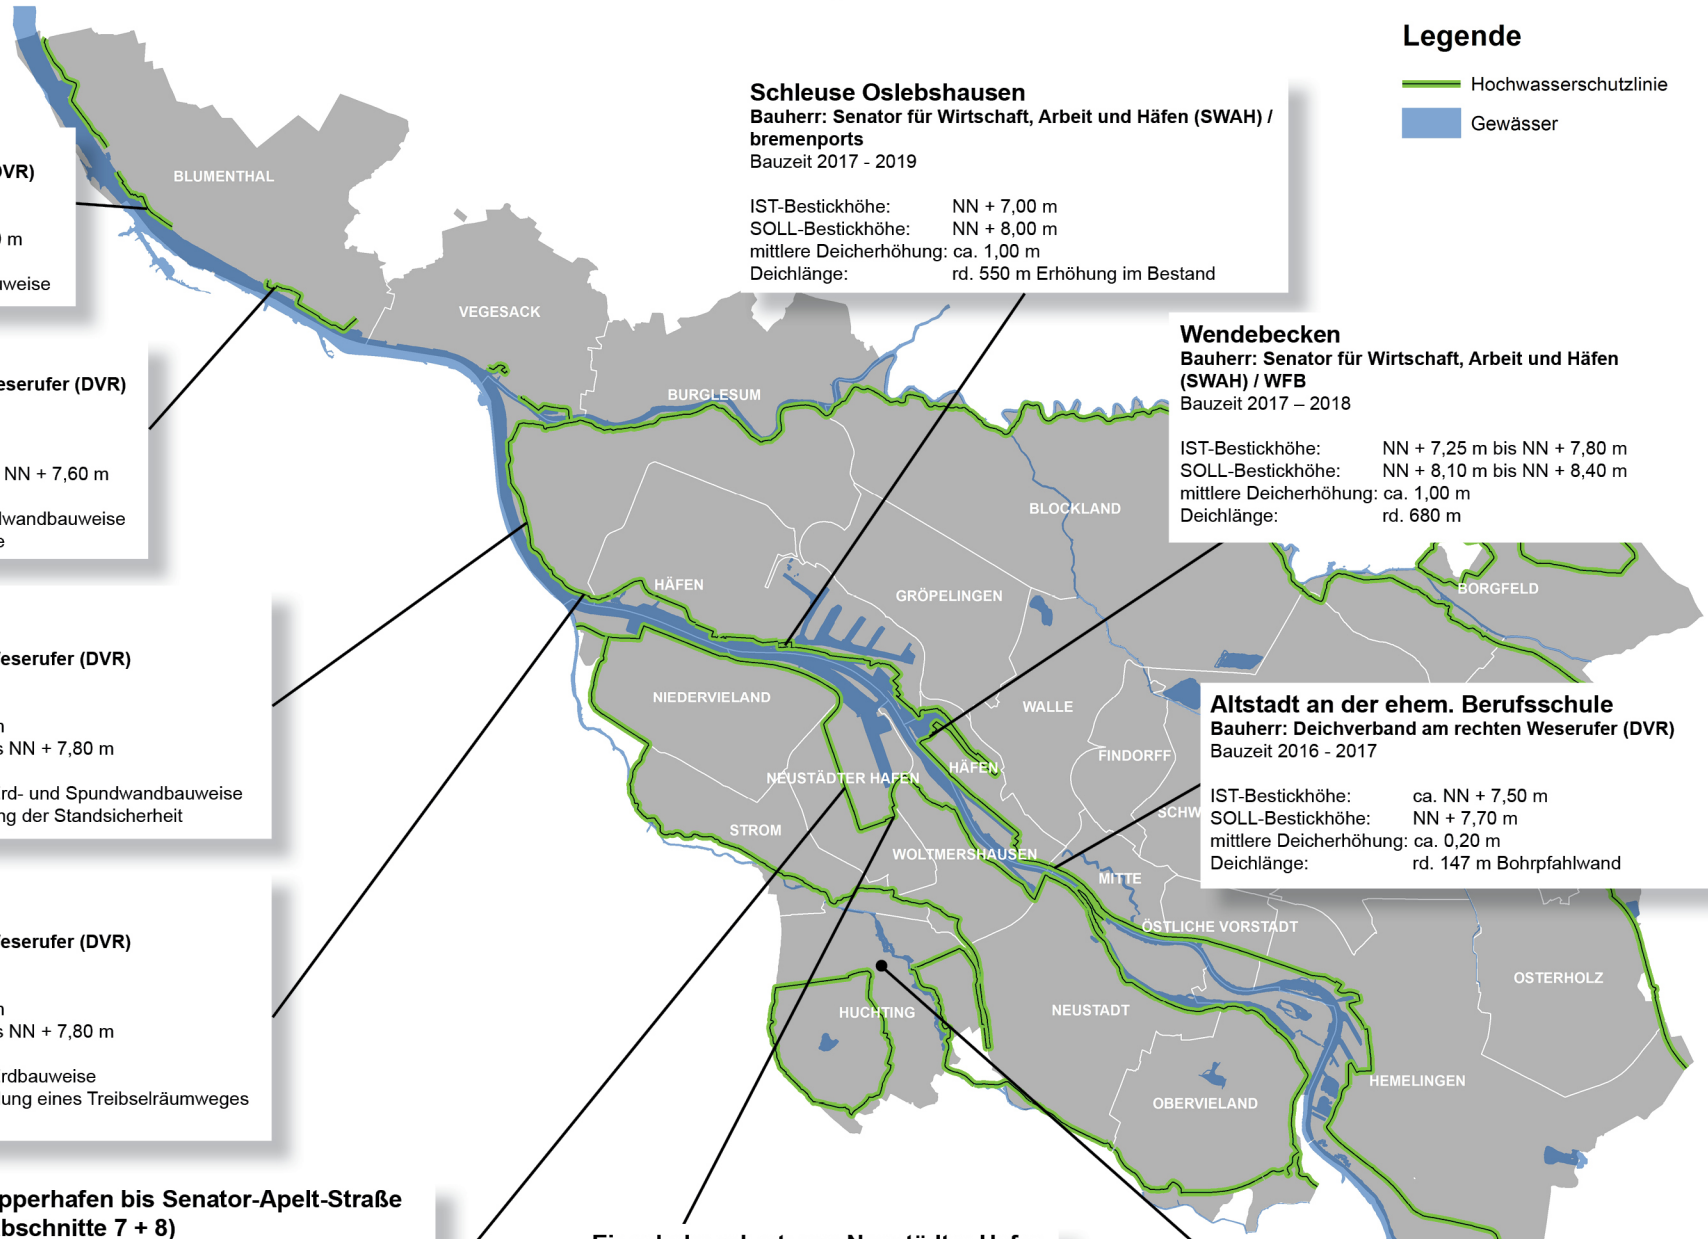 Legende
Hochwasserschutzlinie
Gewässer
Schleuse Oslebshausen
Bauherr: Senator für Wirtschaft, Arbeit und Häfen (SWAH) /
bremenports
Bauzeit 2017 - 2019
IST-Bestickhöhe: NN + 7,00 m
SOLL-Bestickhöhe: NN + 8,00 m
mittlere Deicherhöhung: ca. 1,00 m
Deichlänge: rd. 550 m Erhöhung im Bestand
Wendebecken
Bauherr: Senator für Wirtschaft, Arbeit und Häfen
(SWAH) / WFB
Bauzeit 2017 – 2018
IST-Bestickhöhe: NN + 7,25 m bis NN + 7,80 m
SOLL-Bestickhöhe: NN + 8,10 m bis NN + 8,40 m
mittlere Deicherhöhung: ca. 1,00 m
Deichlänge: rd. 680 m
Altstadt an der ehem. Berufsschule
Bauherr: Deichverband am rechten Weserufer (DVR)
Bauzeit 2016 - 2017
IST-Bestickhöhe: ca. NN + 7,50 m
SOLL-Bestickhöhe: NN + 7,70 m
mittlere Deicherhöhung: ca. 0,20 m
Deichlänge: rd. 147 m Bohrpfahlwand
m
eserufer (DVR)
NN + 7,60 m
lwandbauweise
eserufer (DVR)
NN + 7,80 m
rd- und Spundwandbauweise
ng der Standsicherheit
eserufer (DVR)
NN + 7,80 m
rdbauweise
lung eines Treibselräumweges
pperhafen bis Senator-Apelt-Straße
bschnitte 7 + 8)
BLUMENTHAL
VEGESACK
BURGLESUM
BLOCKLAND
BORGFELD
HÄFEN
GRÖPELINGEN
NIEDERVIELAND
WALLE
FINDORFF
HÄFEN
NEUSTÄDTER HAFEN
SCHW
STROM
WOLTMERSHAUSEN
MITTE
ÖSTLICHE VORSTADT
OSTERHOLZ
HUCHTING
NEUSTADT
HEMELINGEN
OBERVIELAND